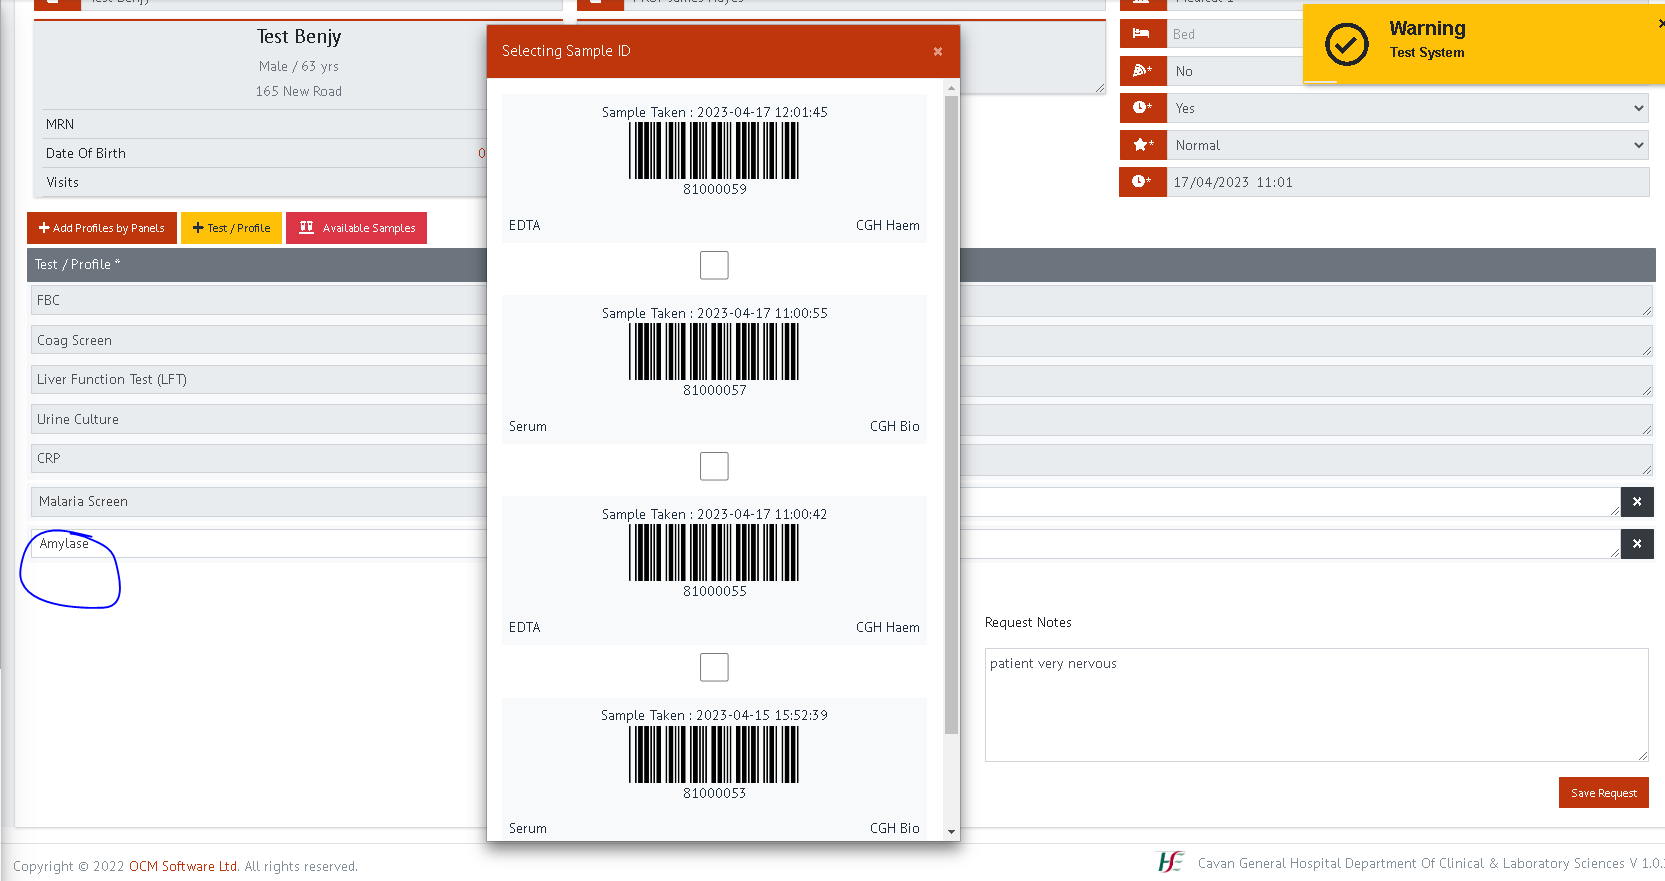 Test Benjy
Male / 63 yrs
165 New Road
MRN
Date Of Birth
Visits
Add Profiles by Panels
Test / Profile
Available Samples
Test / Profile *
FBC
Coag Screen
Liver Function Test (LFT)
Urine Culture
CRP
Malaria Screen
Amylase
Selecting Sample ID
Sample Taken : 2023-04-17 12:01:45
81000059
EDTA CGH Haem
Sample Taken : 2023-04-17 11:00:55
81000057
Serum CGH Bio
Sample Taken : 2023-04-17 11:00:42
81000055
EDTA CGH Haem
Sample Taken : 2023-04-15 15:52:39
81000053
Serum CGH Bio
Bed
No
Yes
Normal
17/04/2023 11:01
Warning
Test System
Request Notes
patient very nervous
Save Request
Copyright © 2022 OCM Software Ltd. All rights reserved.
Cavan General Hospital Department Of Clinical & Laboratory Sciences V 1.0.